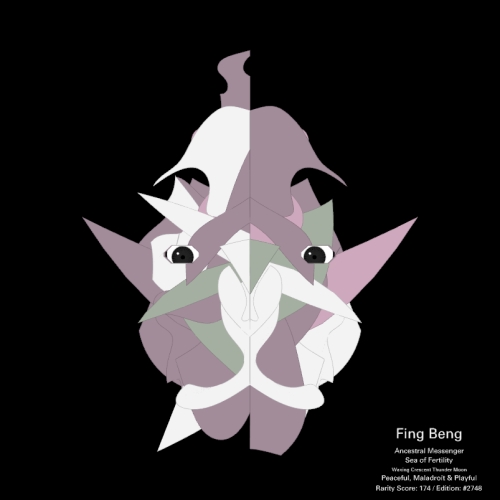 Fing Beng
Ancestral Messenger
Sea of Fertility
Waxing Crescent Thunder Moon
Peaceful, Maladroit & Playful
Rarity Score: 174 / Edition: #2748